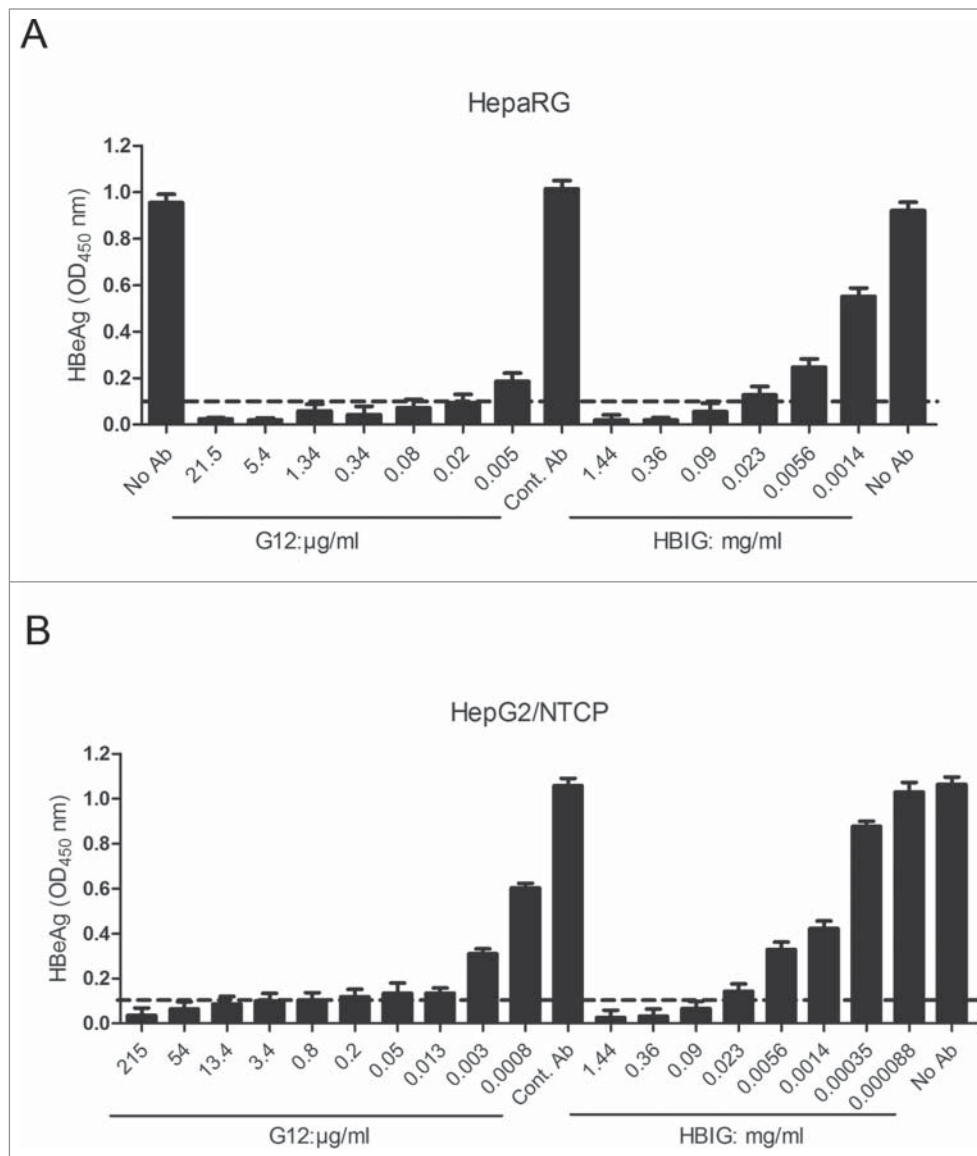 A
HepaRG
HBeAg (OD450 nm)
1.2
1.0
0.8
0.6
0.4
0.2
0.0
No Ab 21.5 5.4 1.34 0.34 0.08 0.02 0.005 Cont. Ab 1.44 0.36 0.09 0.023 0.0056 0.0014 No Ab
G12:µg/ml HBIG: mg/ml
B
HepG2/NTCP
HBeAg (OD450 nm)
1.2
1.0
0.8
0.6
0.4
0.2
0.0
215 54 13.4 3.4 0.8 0.2 0.05 0.013 0.003 0.0008 Cont. Ab 1.44 0.36 0.09 0.023 0.0056 0.0014 0.00035 0.000088 No Ab
G12:µg/ml HBIG: mg/ml